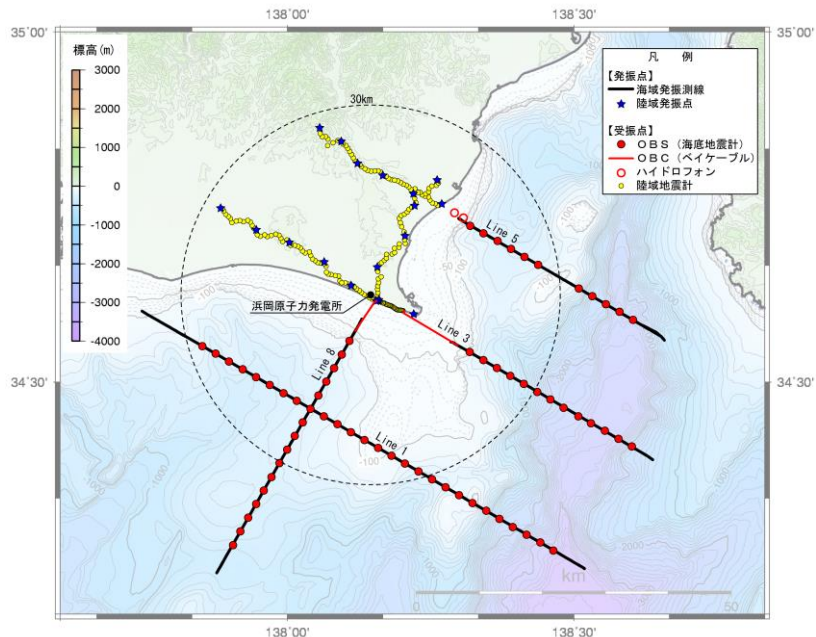 138°00'
138°30'
35°00'
35°00'
標高(m)
3000
2000
1000
0
-1000
-2000
-3000
-4000
30km
凡 例
【発振点】
海域発振測線
陸域発振点
【受振点】
OBS (海底地震計)
OBC (ベイケーブル)
ハイドロフォン
陸域地震計
Line 5
浜岡原子力発電所
Line 3
Line 8
34°30'
34°30'
Line 1
km
0
50
138°00'
138°30'